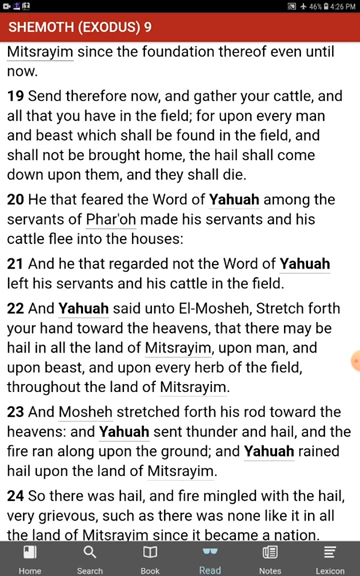 46% 4:26 PM
SHEMOTH (EXODUS) 9
Mitsrayim since the foundation thereof even until
now.
19 Send therefore now, and gather your cattle, and
all that you have in the field; for upon every man
and beast which shall be found in the field, and
shall not be brought home, the hail shall come
down upon them, and they shall die.
20 He that feared the Word of Yahuah among the
servants of Phar'oh made his servants and his
cattle flee into the houses:
21 And he that regarded not the Word of Yahuah
left his servants and his cattle in the field.
22 And Yahuah said unto El-Mosheh, Stretch forth
your hand toward the heavens, that there may be
hail in all the land of Mitsrayim, upon man, and
upon beast, and upon every herb of the field,
throughout the land of Mitsrayim.
23 And Mosheh stretched forth his rod toward the
heavens: and Yahuah sent thunder and hail, and the
fire ran along upon the ground; and Yahuah rained
hail upon the land of Mitsrayim.
24 So there was hail, and fire mingled with the hail,
very grievous, such as there was none like it in all
the land of Mitsrayim since it became a nation.
Home Search Book Read Notes Lexicon